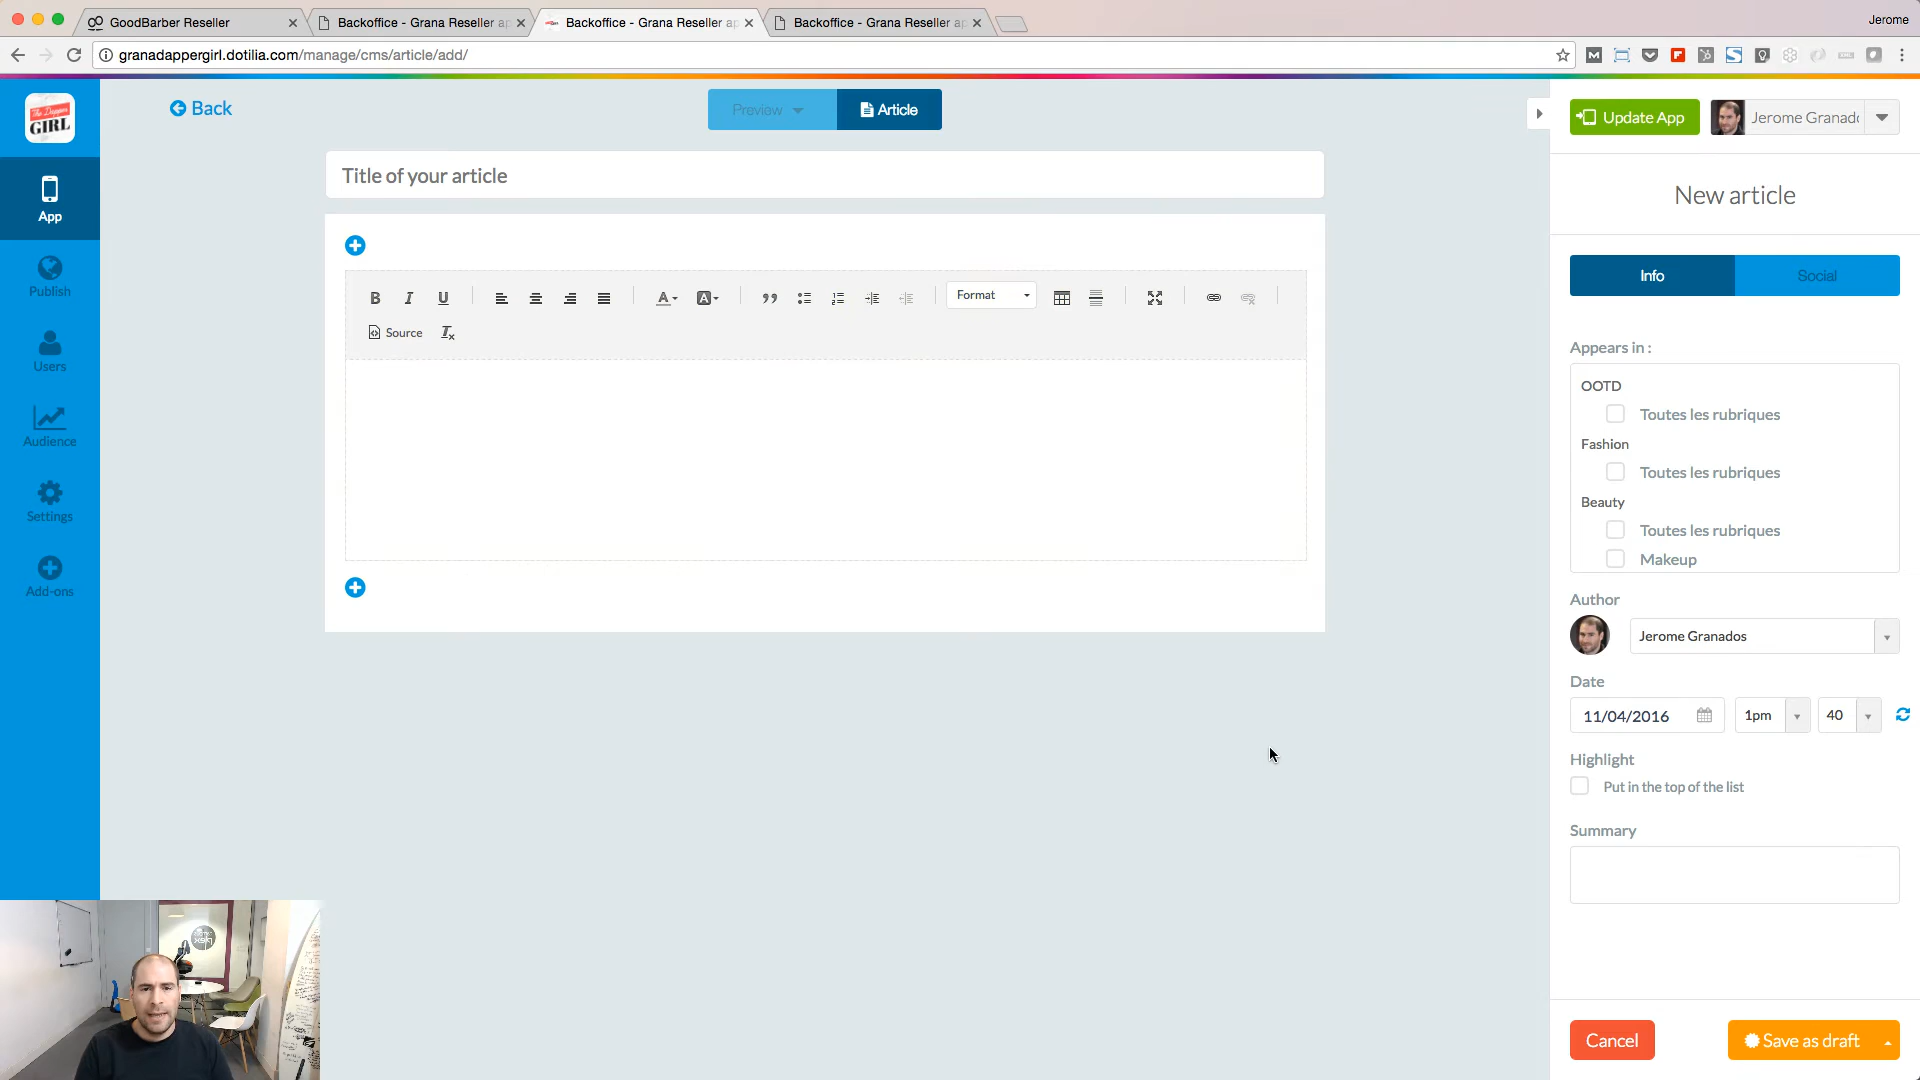 GoodBarber Reseller
Backoffice - Grana Reseller ap
Backoffice - Grana Reseller ap
Backoffice - Grana Reseller ap
Jerome
granadappergirl.dotilia.com/manage/cms/article/add/
The Dapper
GIRL
Back
Preview
Article
Update App
Jerome Granado
App
Publish
Users
Audience
Settings
Add-ons
Title of your article
B I U
Format
Source
New article
Info
Social
Appears in :
OOTD
Toutes les rubriques
Fashion
Toutes les rubriques
Beauty
Toutes les rubriques
Makeup
Author
Jerome Granados
Date
11/04/2016
1pm
40
Highlight
Put in the top of the list
Summary
Cancel
Save as draft